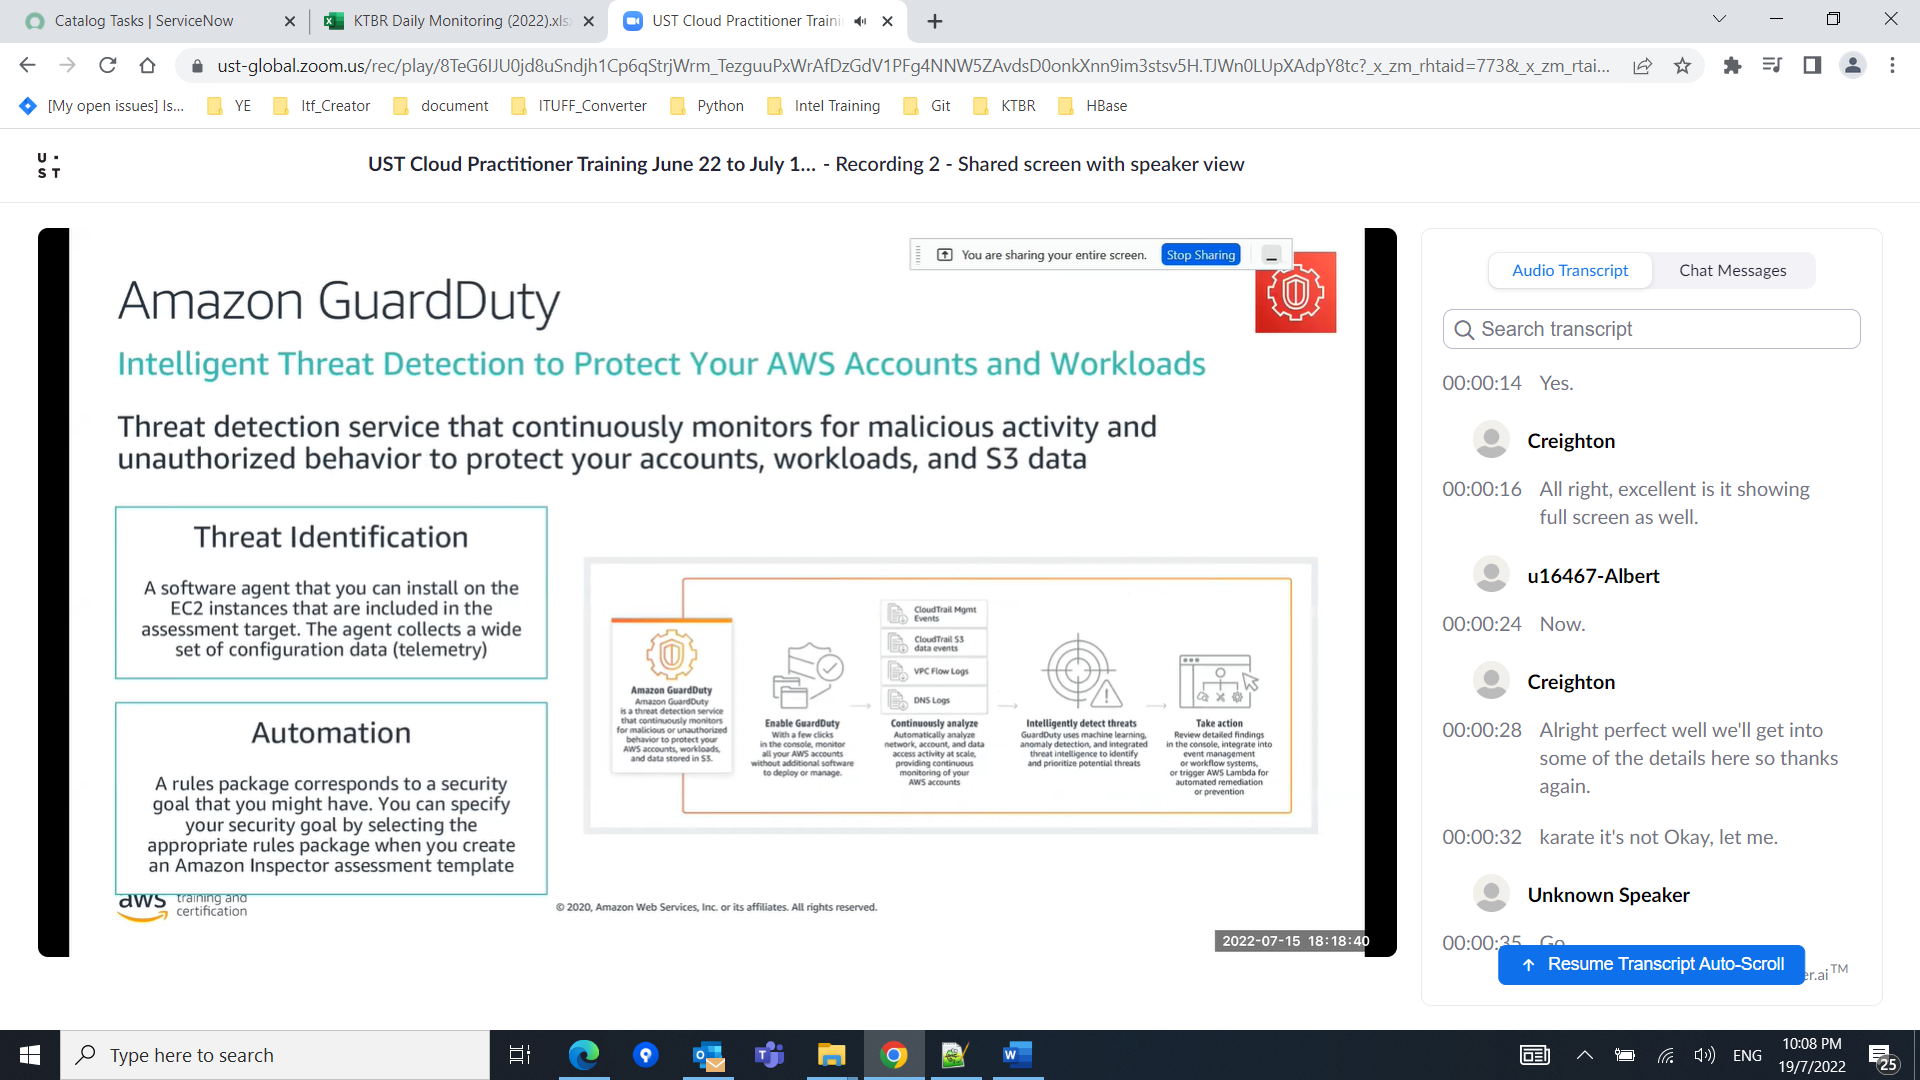 Catalog Tasks | ServiceNow
KTBR Daily Monitoring (2022).xls
UST Cloud Practitioner Traini
ust-global.zoom.us/rec/play/8TeG6IJU0jd8uSndjh1Cp6qStrjWrm_TezguuPxWrAfDzGdV1PFg4NNW5ZAvdsD0onkXnn9im3stsv5H.TJWn0LUpXAdpY8tc?_x_zm_rhtaid=773&_x_zm_rtai...
[My open issues] Is...
YE
Itf_Creator
document
ITUFF_Converter
Python
Intel Training
Git
KTBR
HBase
U
S T
UST Cloud Practitioner Training June 22 to July 1... - Recording 2 - Shared screen with speaker view
You are sharing your entire screen.
Stop Sharing
Amazon GuardDuty
Intelligent Threat Detection to Protect Your AWS Accounts and Workloads
Threat detection service that continuously monitors for malicious activity and
unauthorized behavior to protect your accounts, workloads, and S3 data
Threat Identification
A software agent that you can install on the
EC2 instances that are included in the
assessment target. The agent collects a wide
set of configuration data (telemetry)
Automation
A rules package corresponds to a security
goal that you might have. You can specify
your security goal by selecting the
appropriate rules package when you create
an Amazon Inspector assessment template
Amazon GuardDuty
Amazon GuardDuty
is a threat detection service
that continuously monitors
for malicious or unauthorized
behavior to protect your
AWS accounts, workloads,
and data stored in S3.
Enable GuardDuty
With a few clicks
in the console, monitor
all your AWS accounts
without additional software
to deploy or manage.
CloudTrail Mgmt
Events
CloudTrail S3
data events
VPC Flow Logs
DNS Logs
Continuously analyze
Automatically analyze
network, account, and data
access activity at scale,
providing continuous
monitoring of your
AWS accounts
Intelligently detect threats
GuardDuty uses machine learning,
anomaly detection, and integrated
threat intelligence to identify
and prioritize potential threats
Take action
Review detailed findings
in the console, integrate into
event management
or workflow systems,
or trigger AWS Lambda for
automated remediation
or prevention
aws training and
certification
© 2020, Amazon Web Services, Inc. or its affiliates. All rights reserved.
2022-07-15 18:18:40
Audio Transcript
Chat Messages
Search transcript
00:00:14 Yes.
Creighton
00:00:16 All right, excellent is it showing
full screen as well.
u16467-Albert
00:00:24 Now.
Creighton
00:00:28 Alright perfect well we'll get into
some of the details here so thanks
again.
00:00:32 karate it's not Okay, let me.
Unknown Speaker
00:00:35 Go
Resume Transcript Auto-Scroll
er.ai™
Type here to search
ENG
10:08 PM
19/7/2022
25